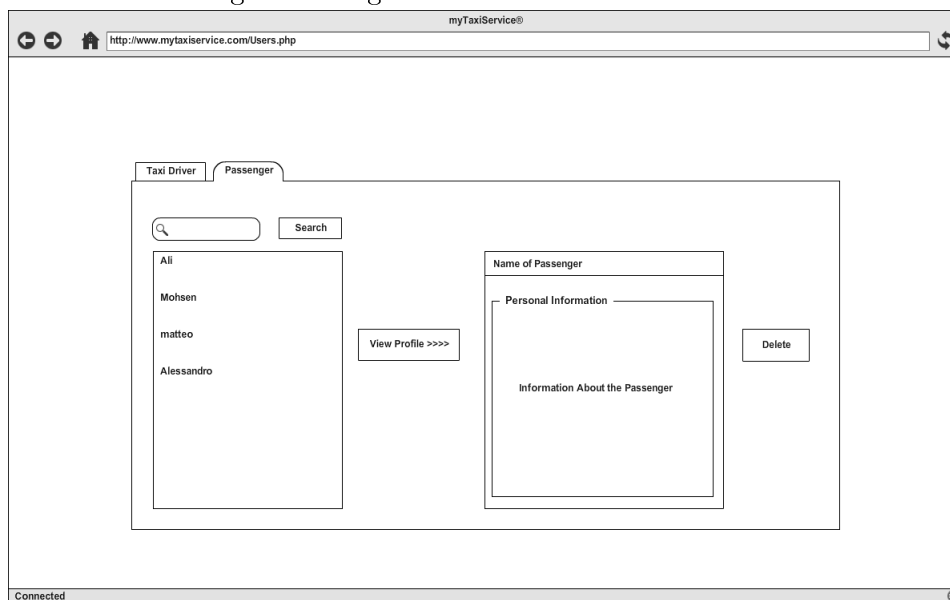 myTaxiService®
http://www.mytaxiservice.com/Users.php
Taxi Driver
Passenger
Search
Ali
Mohsen
matteo
Alessandro
View Profile >>>>
Name of Passenger
Personal Information
Information About the Passenger
Delete
Connected